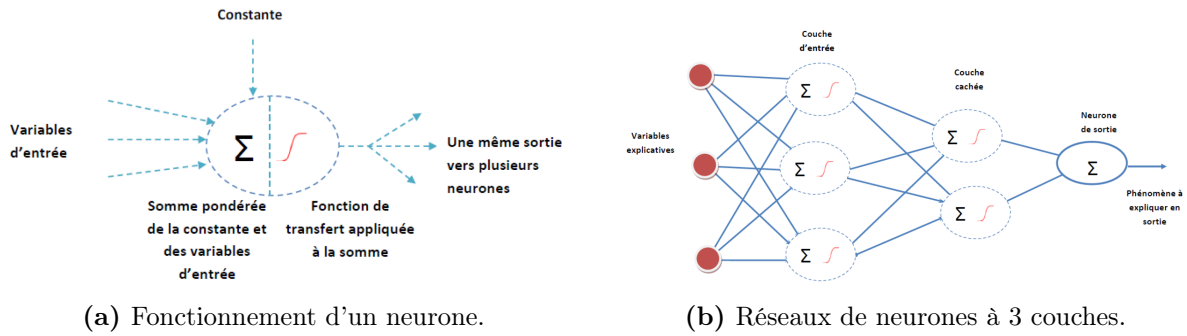 Constante
Variables
d'entrée
Σ
Une même sortie
vers plusieurs
neurones
Somme pondérée
de la constante et
des variables
d'entrée
Fonction de
transfert appliquée
à la somme
(a) Fonctionnement d'un neurone.
Couche
d'entrée
Couche
cachée
Neurone
de sortie
Variables
explicatives
Σ
Σ
Σ
Σ
Σ
Σ
Phénomène à
expliquer en
sortie
(b) Réseaux de neurones à 3 couches.